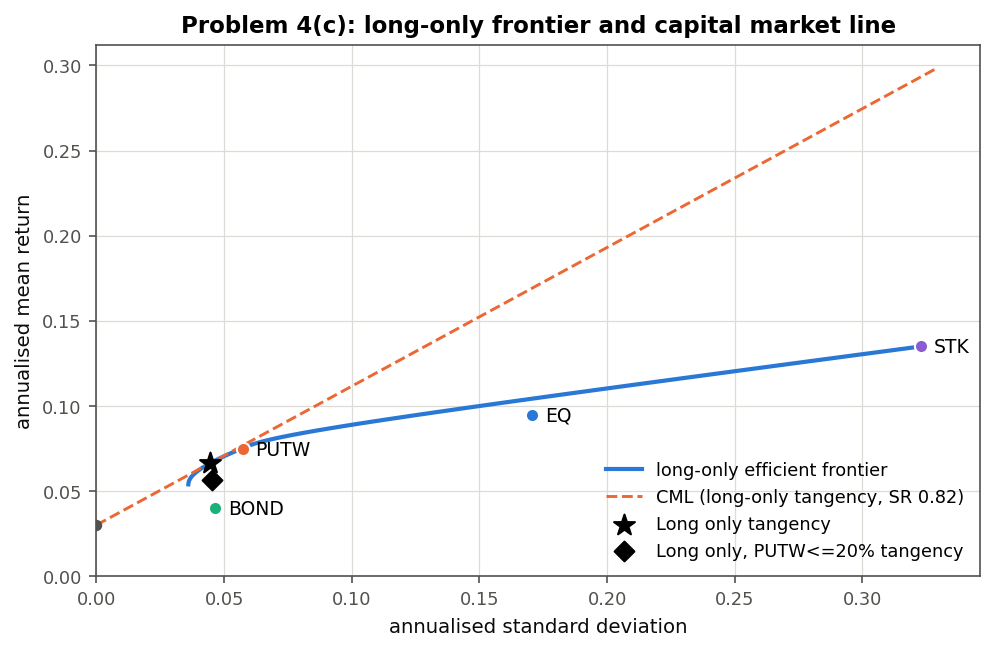 Problem 4(c): long-only frontier and capital market line
annualised mean return
0.30
0.25
0.20
0.15
0.10
0.05
0.00
STK
EQ
PUTW
BOND
long-only efficient frontier
CML (long-only tangency, SR 0.82)
Long only tangency
Long only, PUTW<=20% tangency
0.00 0.05 0.10 0.15 0.20 0.25 0.30
annualised standard deviation